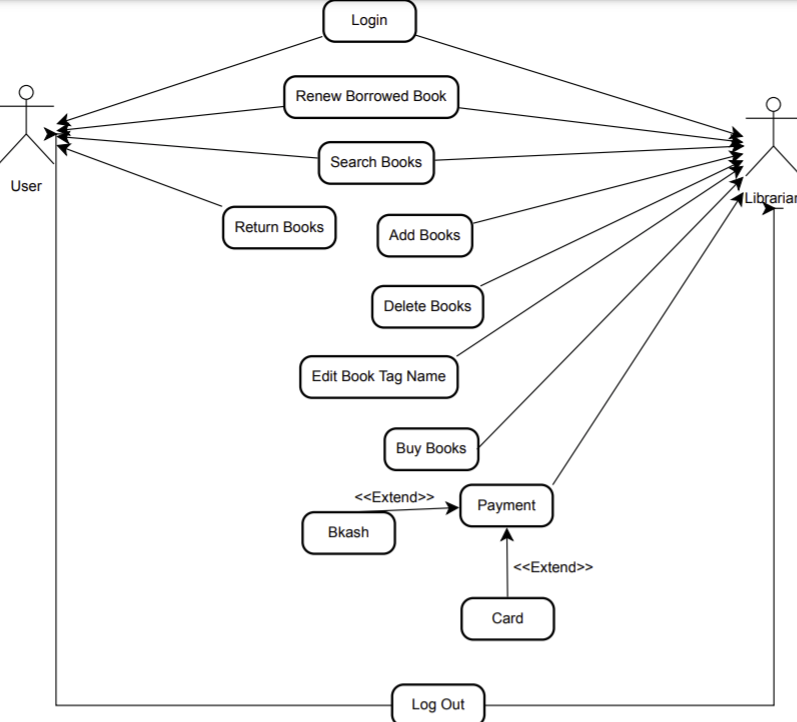 Login
Renew Borrowed Book
Search Books
User
Librarian
Return Books
Add Books
Delete Books
Edit Book Tag Name
Buy Books
<<Extend>>
Payment
Bkash
<<Extend>>
Card
Log Out